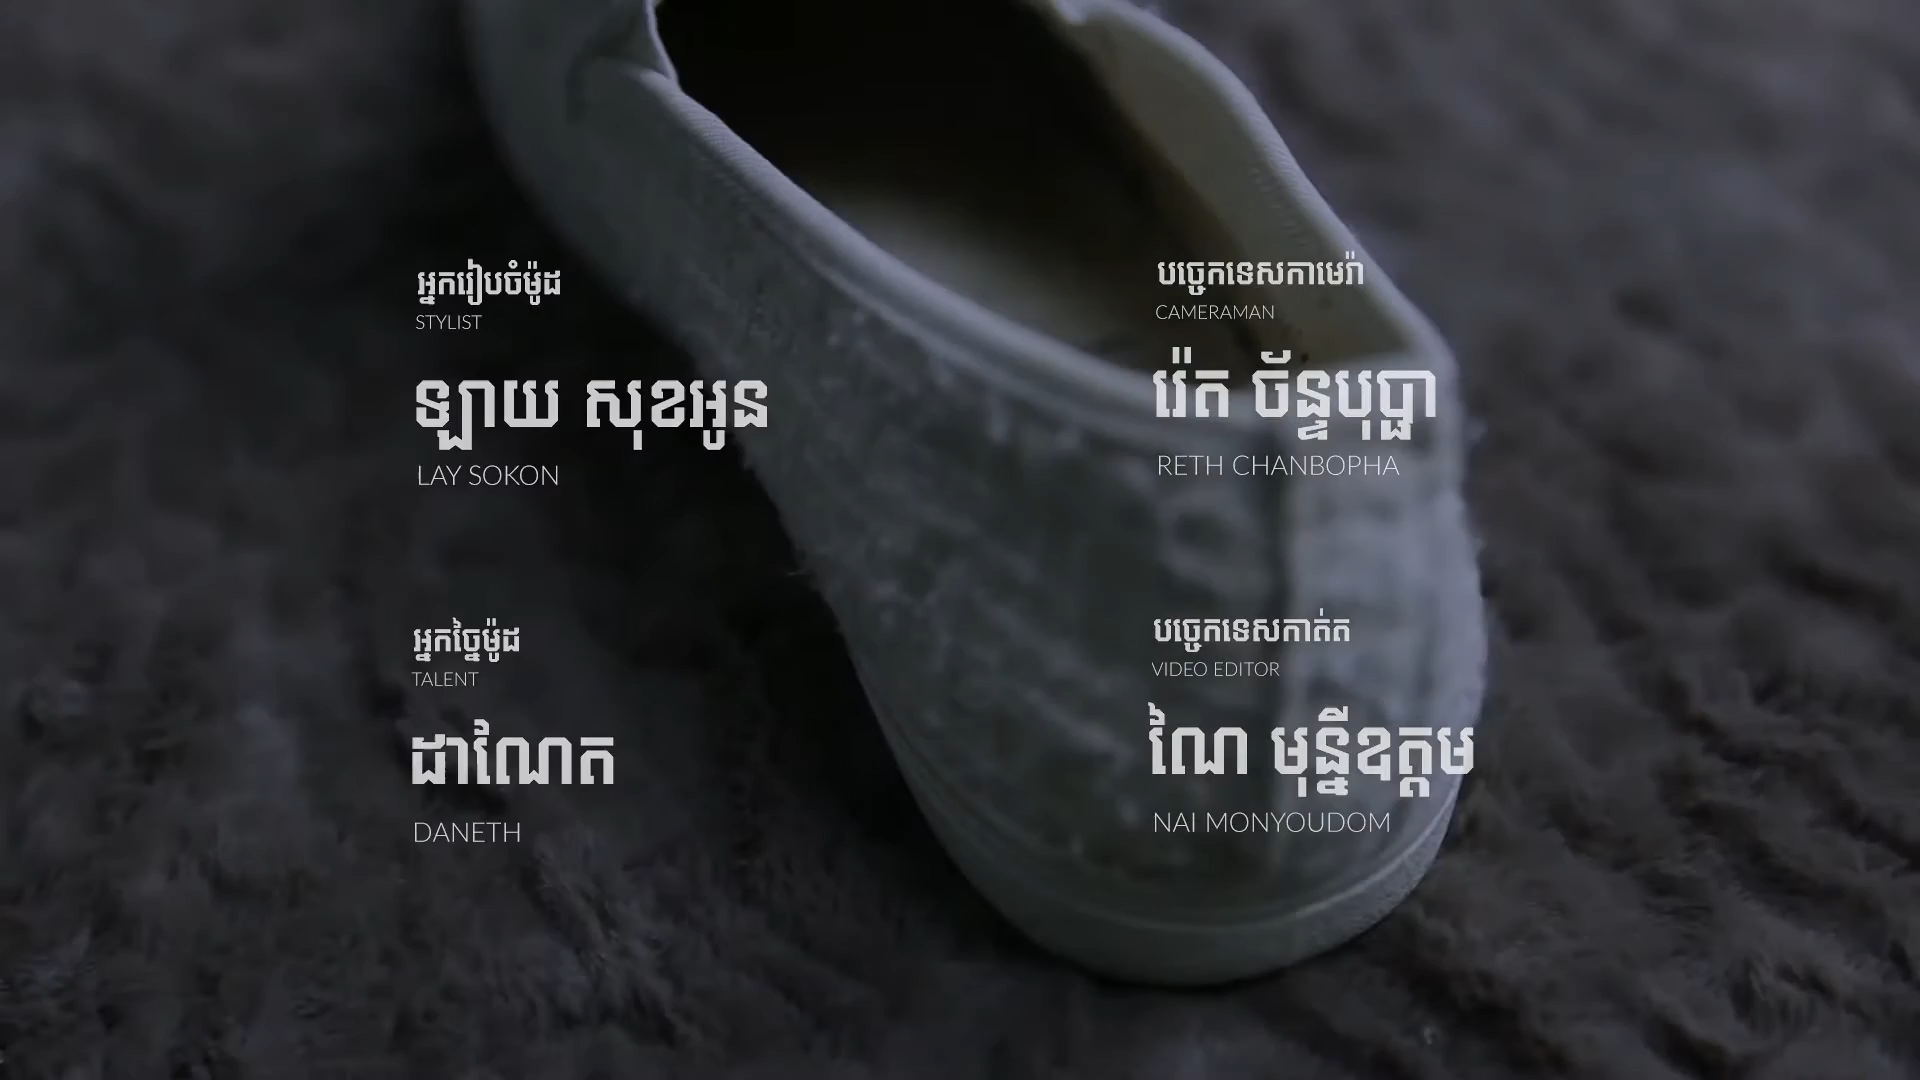 អ្នករៀបចំម៉ូដ
STYLIST
ឡាយ សុខអូន
LAY SOKON
បច្ចេកទេសកាមេរ៉ា
CAMERAMAN
រ៉េត ច័ន្ទបុប្ផា
RETH CHANBOPHA
អ្នកច្នៃម៉ូដ
TALENT
ដាណែត
DANETH
បច្ចេកទេសកាត់ត
VIDEO EDITOR
ណៃ មុន្នីឧត្តម
NAI MONYOUDOM